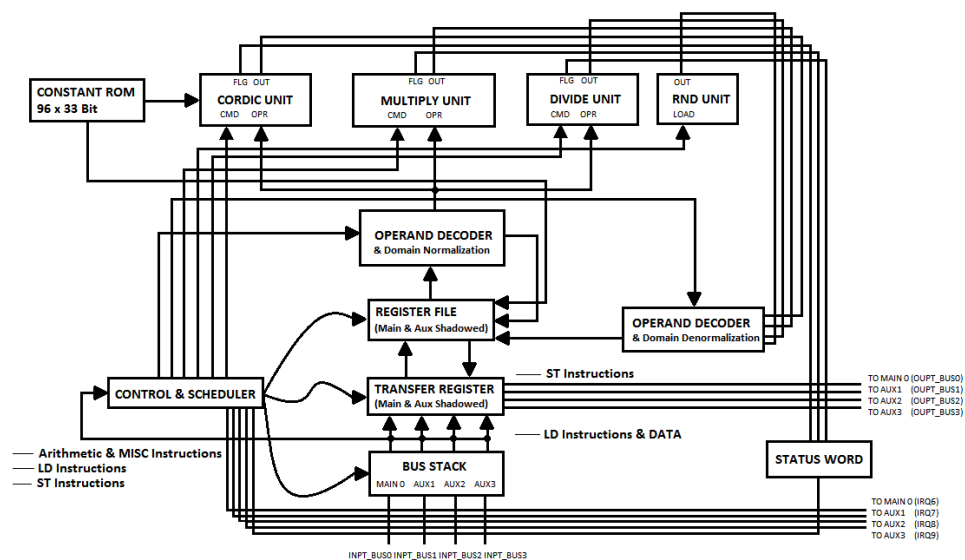 FLG OUT
FLG OUT
FLG OUT
OUT
CONSTANT ROM
96 x 33 Bit
CORDIC UNIT
CMD OPR
MULTIPLY UNIT
CMD OPR
DIVIDE UNIT
CMD OPR
RND UNIT
LOAD
OPERAND DECODER
& Domain Normalization
REGISTER FILE
(Main & Aux Shadowed)
OPERAND DECODER
& Domain Denormalization
CONTROL & SCHEDULER
TRANSFER REGISTER
(Main & Aux Shadowed)
ST Instructions
TO MAIN 0 (OUPT_BUS0)
TO AUX1 (OUPT_BUS1)
TO AUX2 (OUPT_BUS2)
TO AUX3 (OUPT_BUS3)
LD Instructions & DATA
Arithmetic & MISC Instructions
LD Instructions
ST Instructions
BUS STACK
MAIN 0 AUX1 AUX2 AUX3
STATUS WORD
TO MAIN 0 (IRQ6)
TO AUX1 (IRQ7)
TO AUX2 (IRQ8)
TO AUX3 (IRQ9)
INPT_BUS0 INPT_BUS1 INPT_BUS2 INPT_BUS3